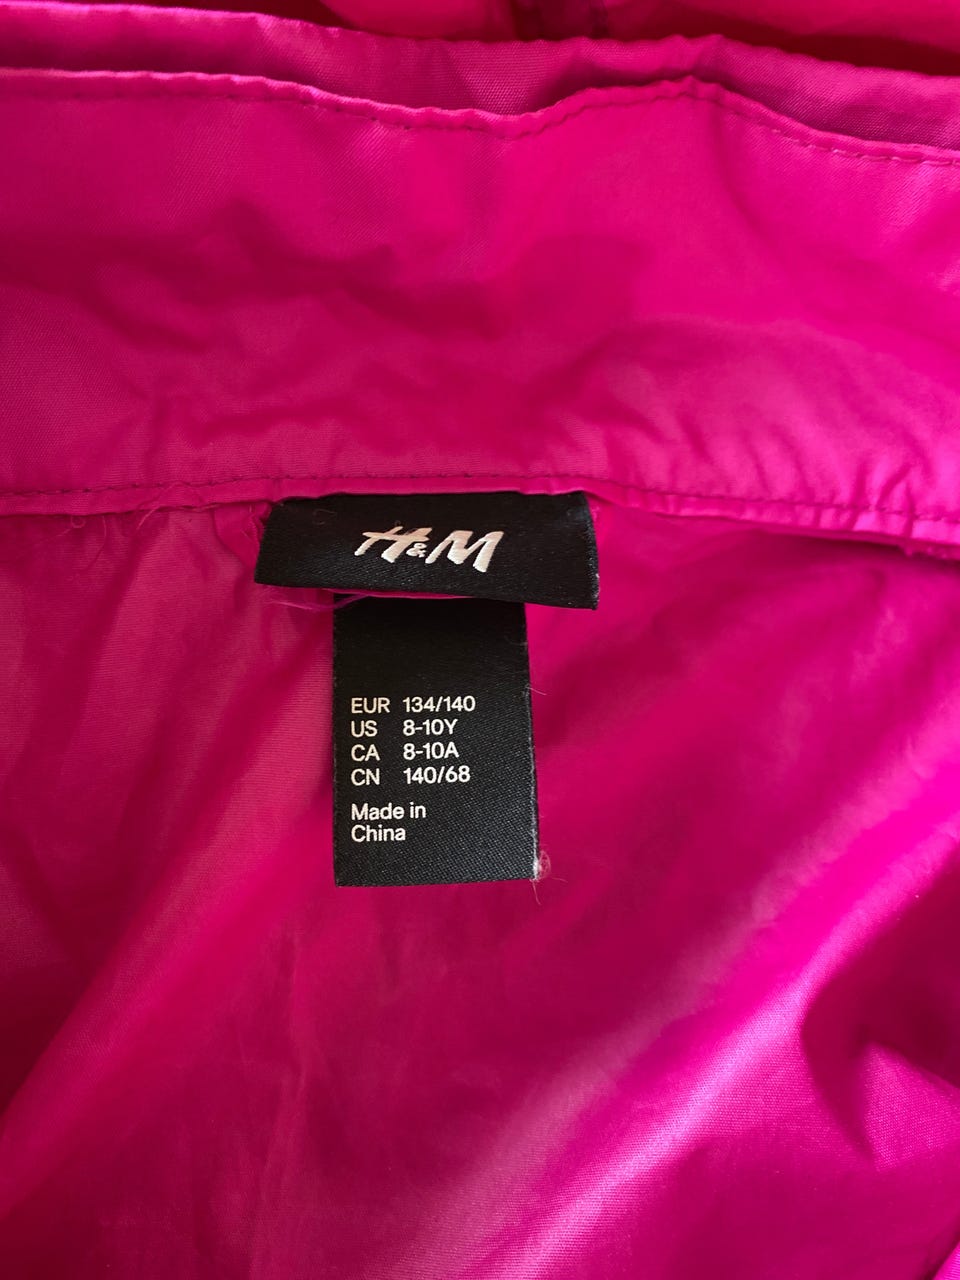 H&M
EUR 134/140
US 8-10Y
CA 8-10A
CN 140/68
Made in
China